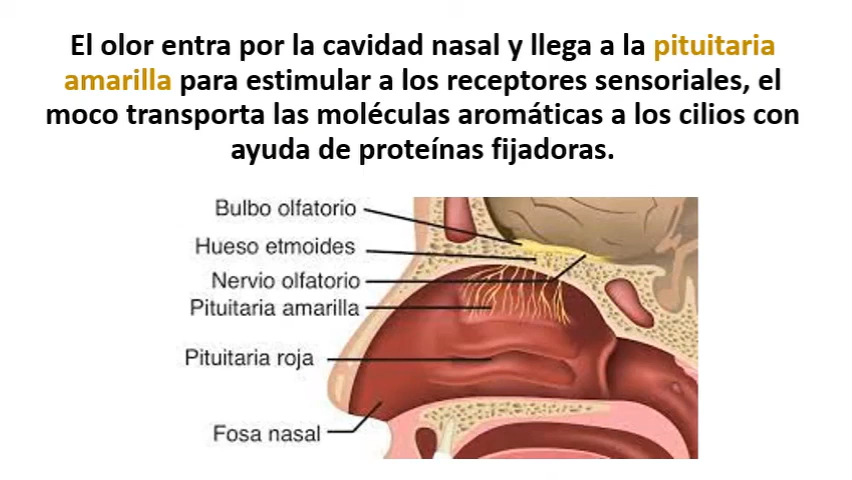 El olor entra por la cavidad nasal y llega a la pituitaria
amarilla para estimular a los receptores sensoriales, el
moco transporta las moléculas aromáticas a los cilios con
ayuda de proteínas fijadoras.
Bulbo olfatorio
Hueso etmoides
Nervio olfatorio
Pituitaria amarilla
Pituitaria roja
Fosa nasal